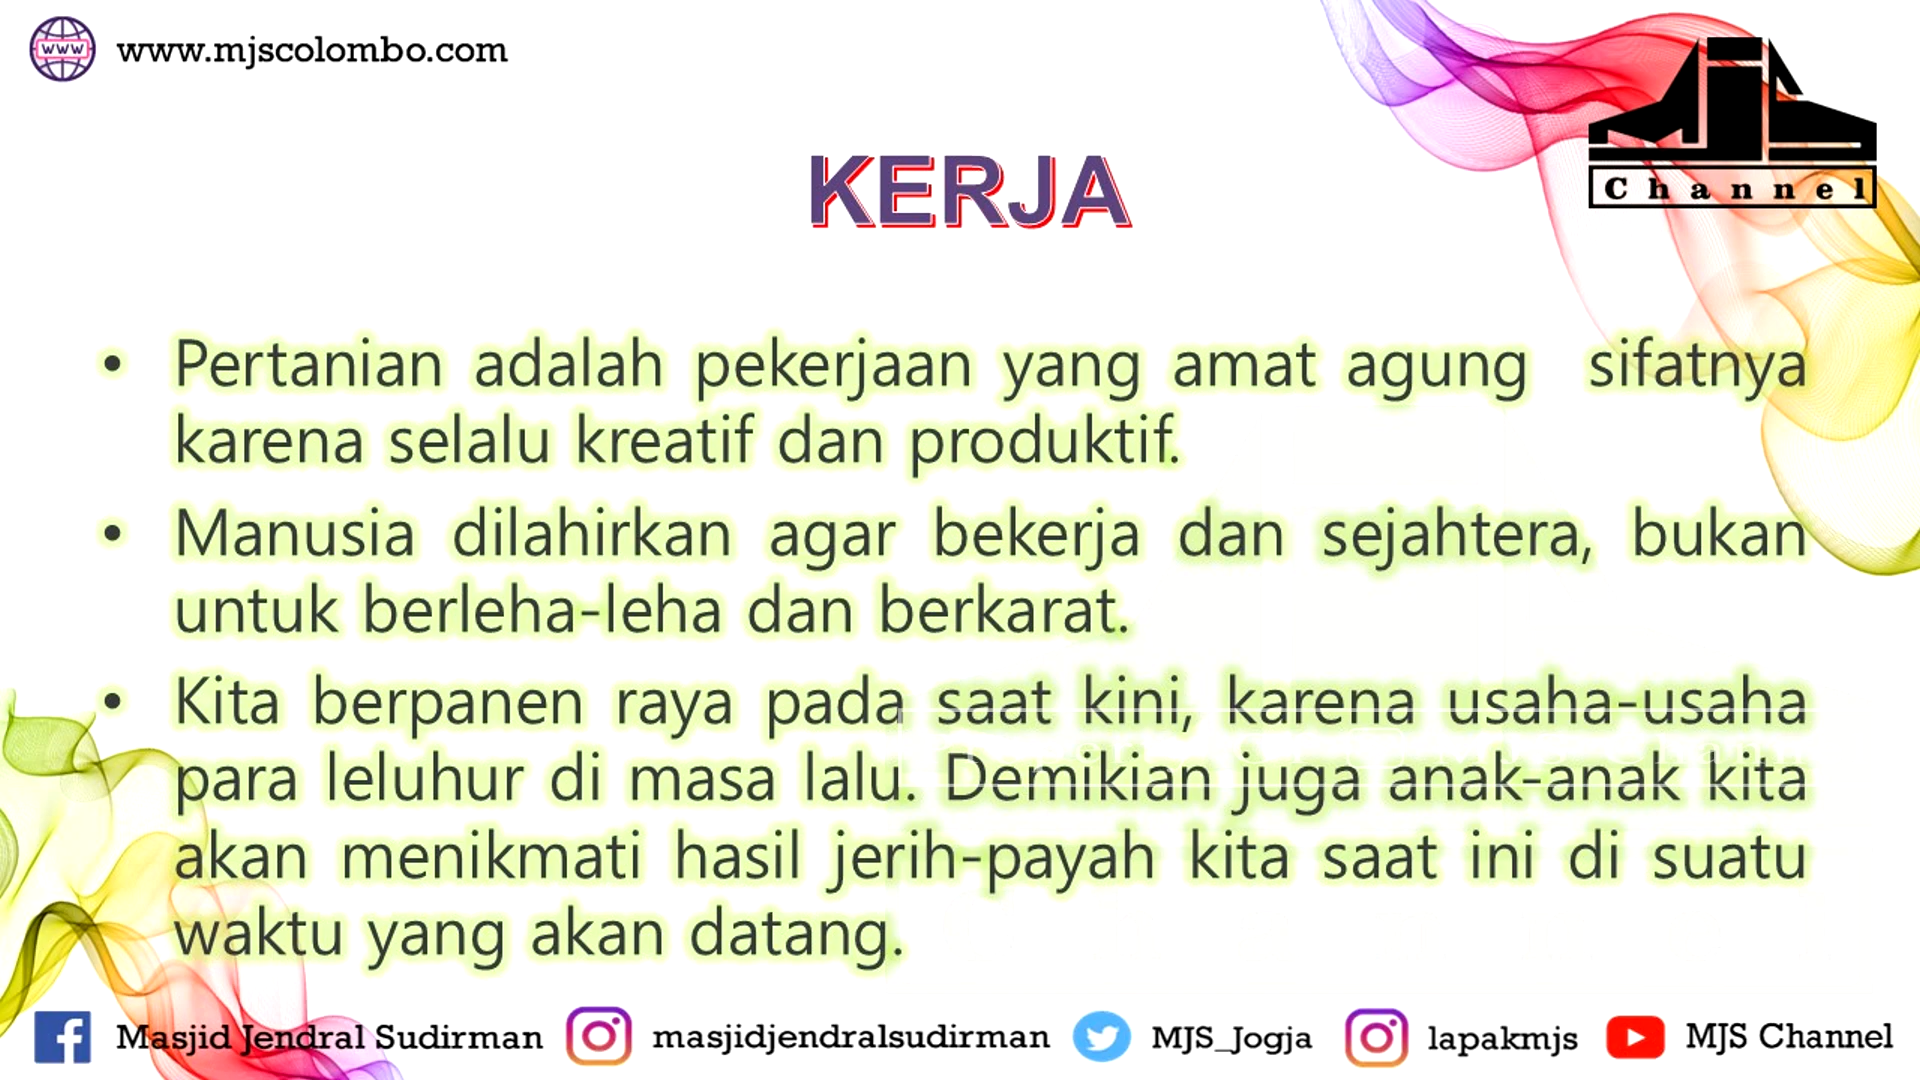 www
www.mjscolombo.com
MJS
Channel
KERJA
• Pertanian adalah pekerjaan yang amat agung sifatnya
karena selalu kreatif dan produktif.
• Manusia dilahirkan agar bekerja dan sejahtera, bukan
untuk berleha-leha dan berkarat.
• Kita berpanen raya pada saat kini, karena usaha-usaha
para leluhur di masa lalu. Demikian juga anak-anak kita
akan menikmati hasil jerih-payah kita saat ini di suatu
waktu yang akan datang.
Masjid Jendral Sudirman masjidjendralsudirman MJS_Jogja lapakmjs MJS Channel